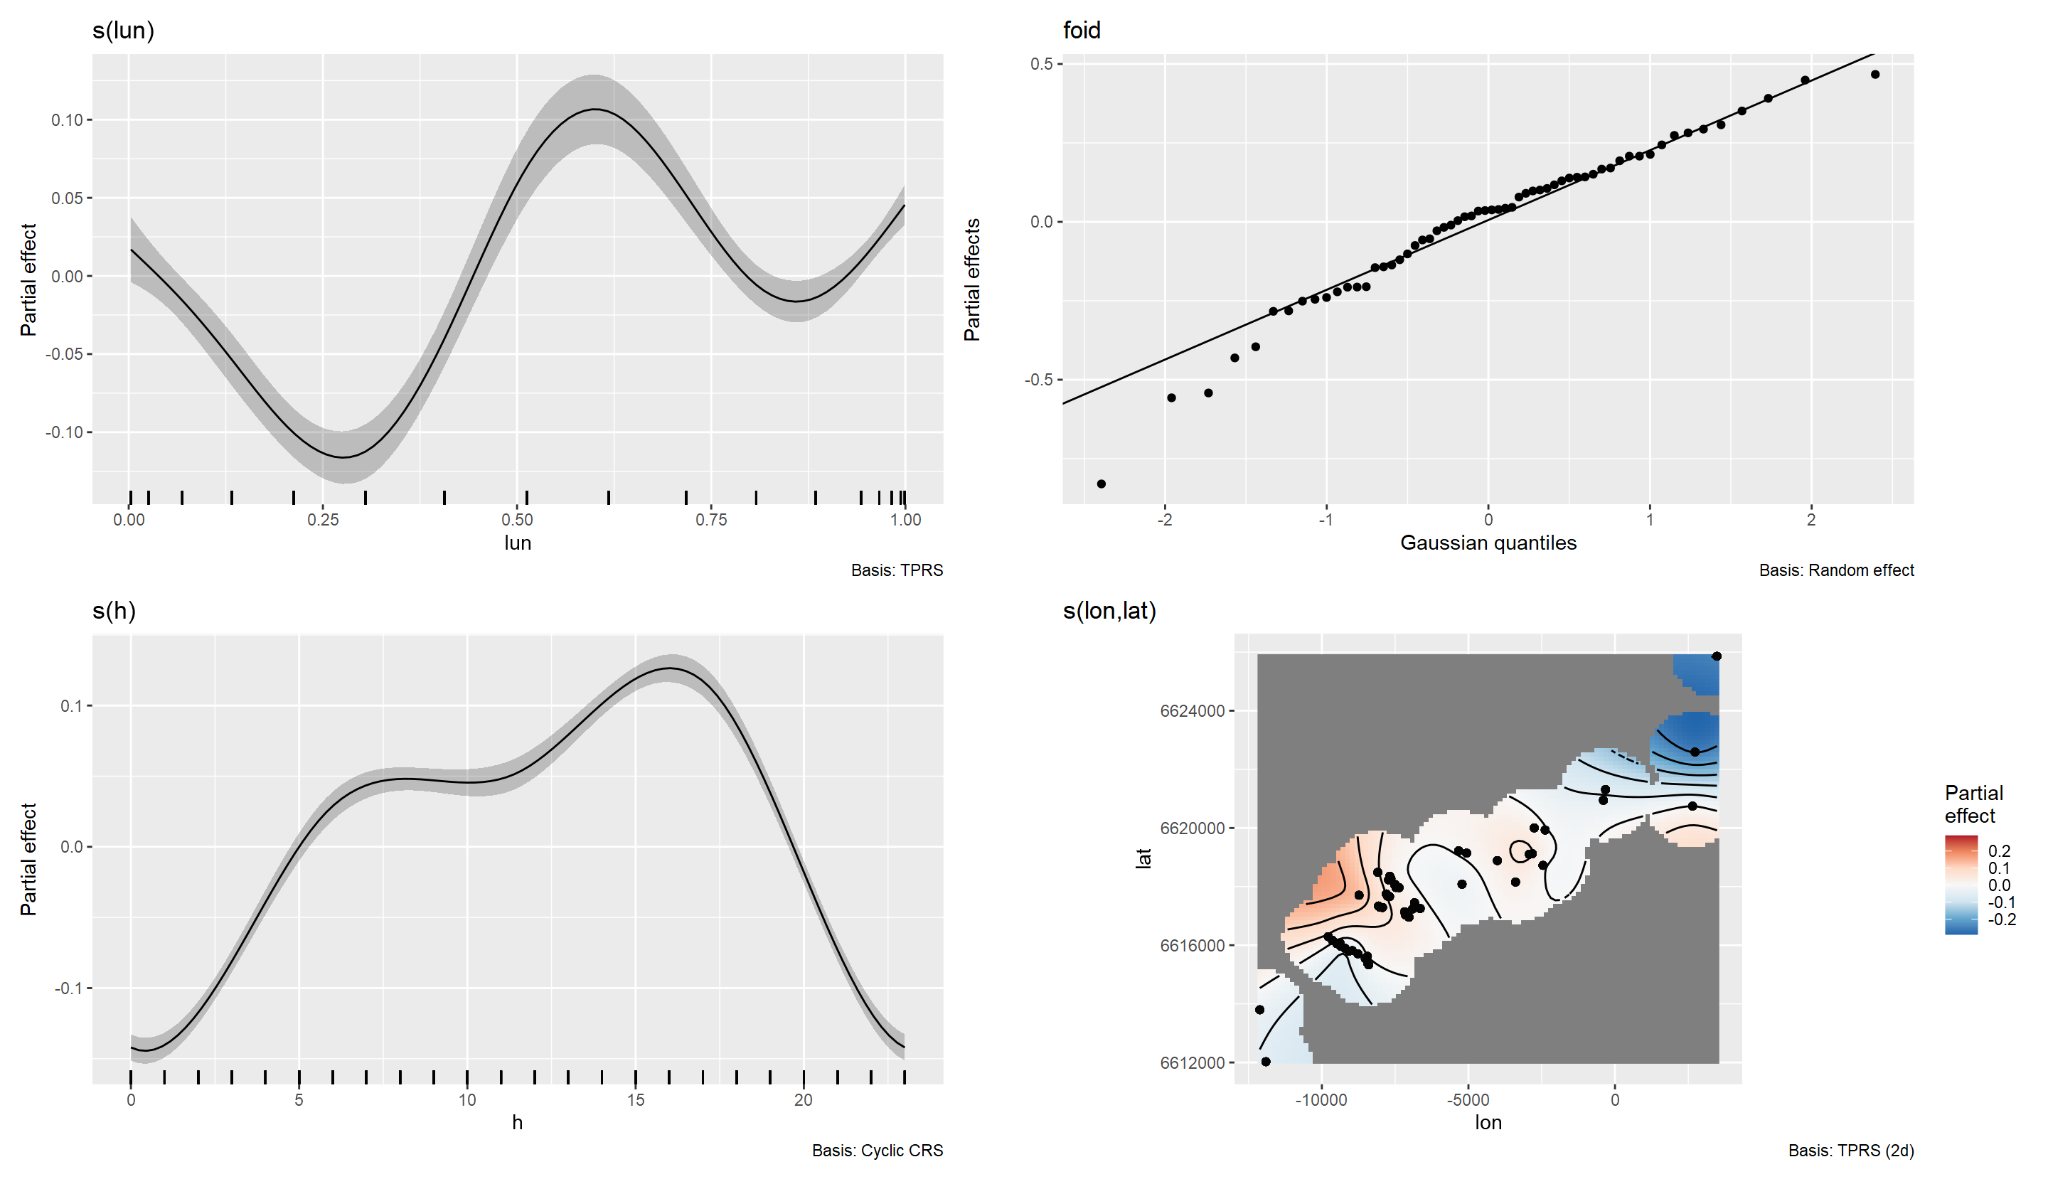 s(lun)
Partial effect
0.10
0.05
0.00
-0.05
-0.10
0.00 0.25 0.50 0.75 1.00
lun
Basis: TPRS
foid
Partial effects
0.5
0.0
-0.5
-2 -1 0 1 2
Gaussian quantiles
Basis: Random effect
s(h)
Partial effect
0.1
0.0
-0.1
0 5 10 15 20
h
Basis: Cyclic CRS
s(lon,lat)
lat
6624000
6620000
6616000
6612000
-10000 -5000 0
lon
Basis: TPRS (2d)
Partial
effect
0.2
0.1
0.0
-0.1
-0.2